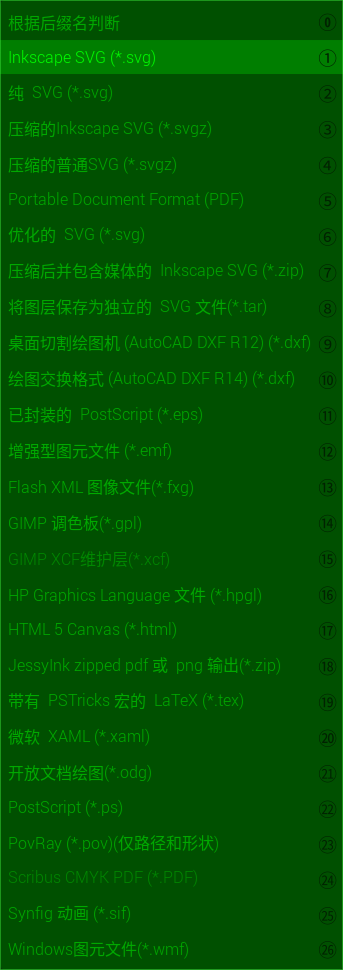 根据后缀名判断 ⓪
Inkscape SVG (*.svg) ①
纯 SVG (*.svg) ②
压缩的Inkscape SVG (*.svgz) ③
压缩的普通SVG (*.svgz) ④
Portable Document Format (PDF) ⑤
优化的 SVG (*.svg) ⑥
压缩后并包含媒体的 Inkscape SVG (*.zip) ⑦
将图层保存为独立的 SVG 文件(*.tar) ⑧
桌面切割绘图机 (AutoCAD DXF R12) (*.dxf) ⑨
绘图交换格式 (AutoCAD DXF R14) (*.dxf) ⑩
已封装的 PostScript (*.eps) ⑪
增强型图元文件 (*.emf) ⑫
Flash XML 图像文件(*.fxg) ⑬
GIMP 调色板(*.gpl) ⑭
GIMP XCF维护层(*.xcf) ⑮
HP Graphics Language 文件 (*.hpgl) ⑯
HTML 5 Canvas (*.html) ⑰
JessyInk zipped pdf 或 png 输出(*.zip) ⑱
带有 PSTricks 宏的 LaTeX (*.tex) ⑲
微软 XAML (*.xaml) ⑳
开放文档绘图(*.odg) ㉑
PostScript (*.ps) ㉒
PovRay (*.pov)(仅路径和形状) ㉓
Scribus CMYK PDF (*.PDF) ㉔
Synfig 动画 (*.sif) ㉕
Windows图元文件(*.wmf) ㉖